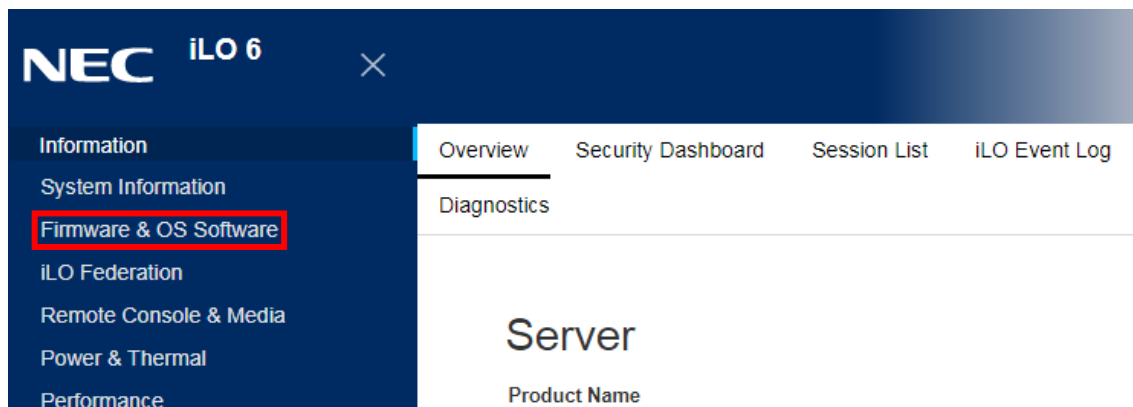 NEC iLO 6
Information
System Information
Firmware & OS Software
iLO Federation
Remote Console & Media
Power & Thermal
Performance
Overview Security Dashboard Session List iLO Event Log
Diagnostics
Server
Product Name